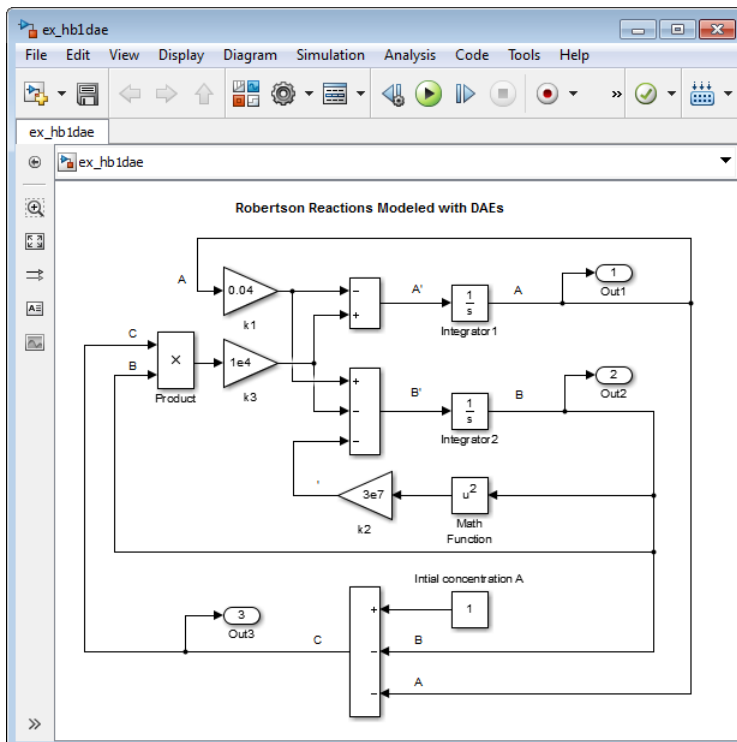 ex_hb1dae
File Edit View Display Diagram Simulation Analysis Code Tools Help
»
ex_hb1dae
ex_hb1dae
Robertson Reactions Modeled with DAEs
A
0.04
k1
−
+
A'
1
s
Integrator1
A
1
Out1
C
B
×
Product
1e4
k3
+
−
−
B'
1
s
Integrator2
B
2
Out2
3e7
k2
u2
Math
Function
Intial concentration A
1
+
−
−
B
A
C
3
Out3
»